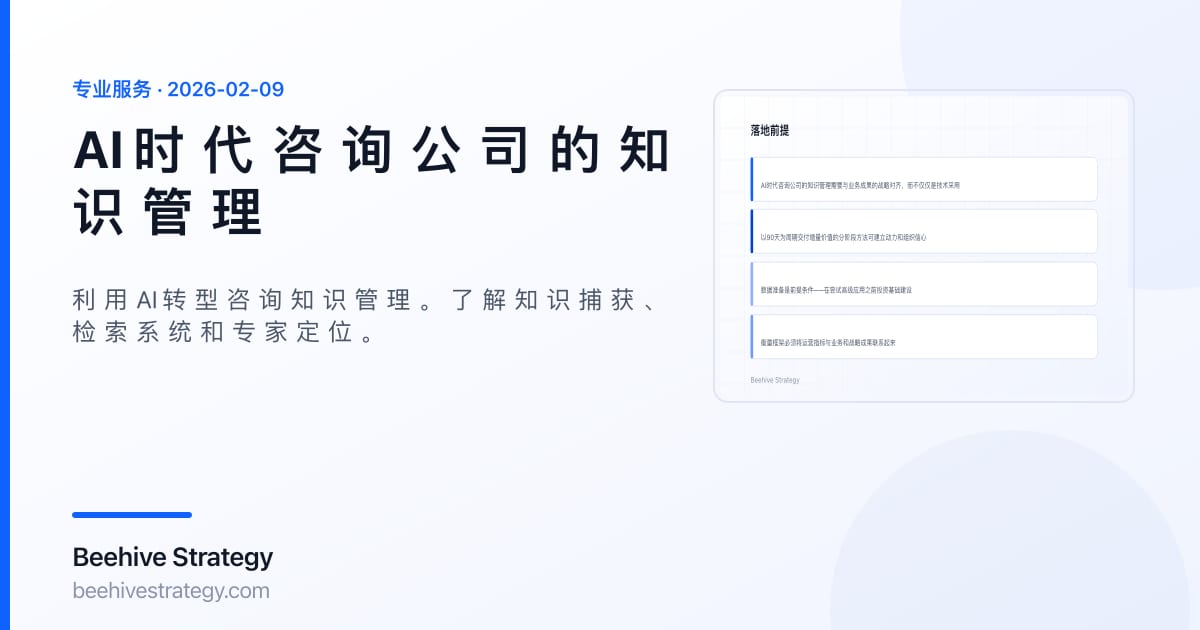 专业服务 · 2026-02-09
AI时代咨询公司的知
识管理
利用AI转型咨询知识管理。了解知识捕获、
检索系统和专家定位。
落地前提
AI时代咨询公司的知识管理需要与业务成果的战略对齐，而不仅仅是技术采用
以90天为周期交付增量价值的分阶段方法可建立动力和组织信心
数据准备是前提条件——在尝试高级应用之前投资基础建设
衡量框架必须将运营指标与业务和战略成果联系起来
Beehive Strategy
Beehive Strategy
beehivestrategy.com